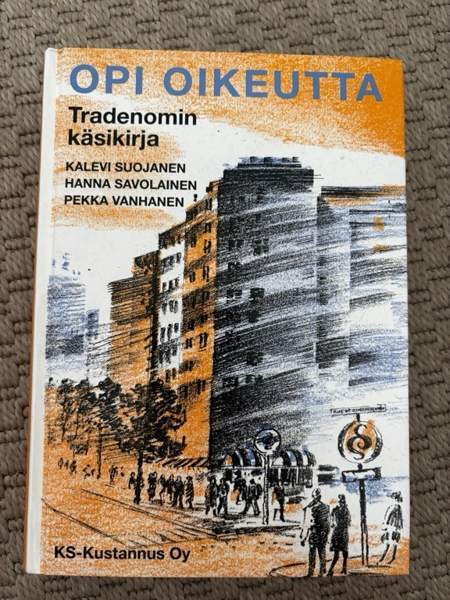 OPI OIKEUTTA
Tradenomin
käsikirja
KALEVI SUOJANEN
HANNA SAVOLAINEN
PEKKA VANHANEN
§
KS-Kustannus Oy